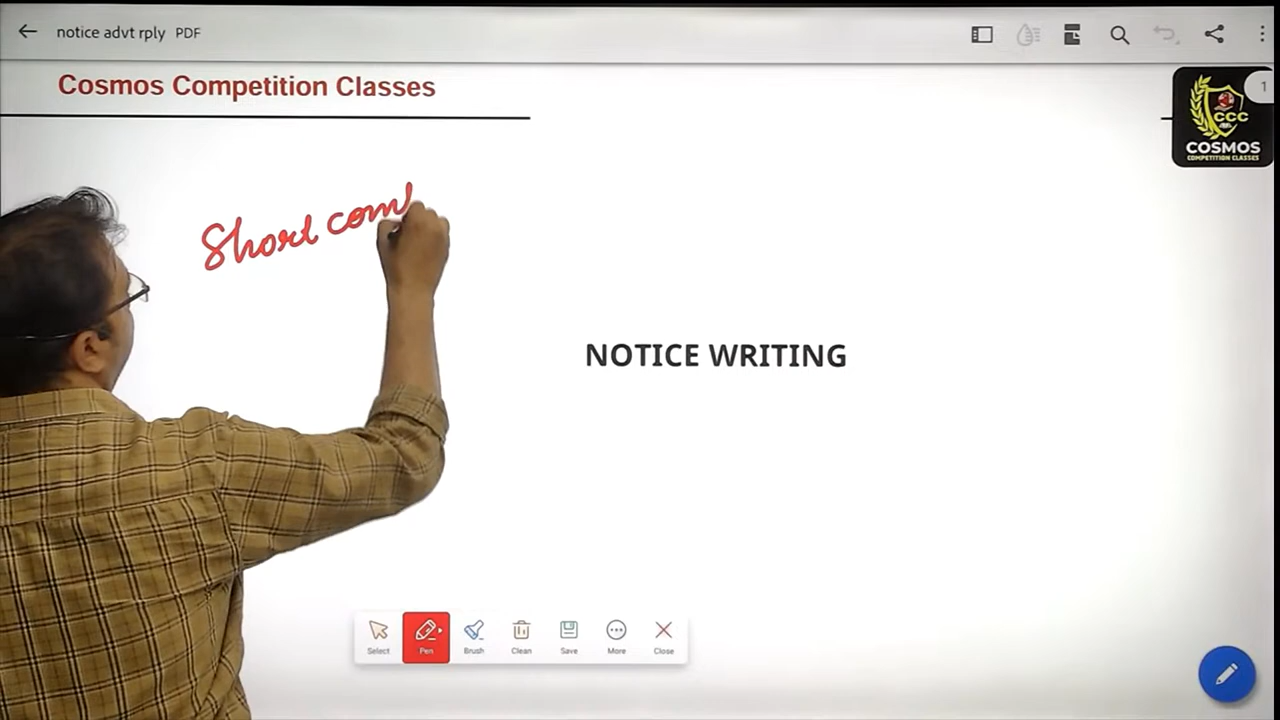 notice advt rply PDF
Cosmos Competition Classes
1
CCC
COSMOS
COMPETITION CLASSES
Short com
NOTICE WRITING
Select Pen Brush Clean Save More Close